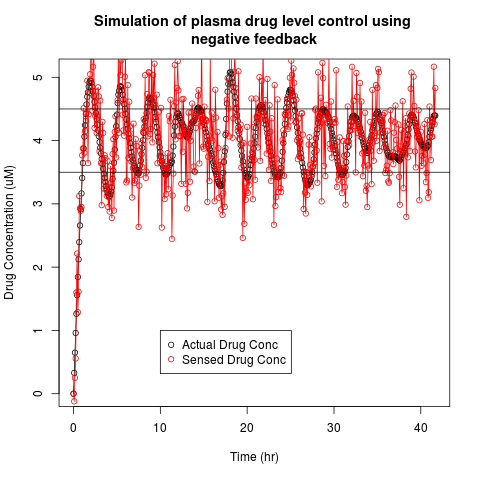 Simulation of plasma drug level control using
negative feedback
Drug Concentration (uM)
5
4
3
2
1
0
Actual Drug Conc
Sensed Drug Conc
0 10 20 30 40
Time (hr)